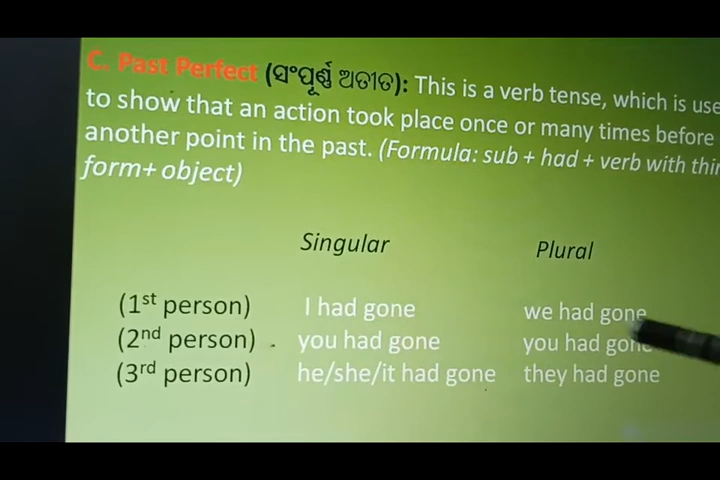 C. Past Perfect (ସଂପୂର୍ଣ୍ଣ ଅତୀତ): This is a verb tense, which is use
to show that an action took place once or many times before
another point in the past. (Formula: sub + had + verb with thir
form+ object)
Singular Plural
(1st person) I had gone we had gone
(2nd person) you had gone you had gone
(3rd person) he/she/it had gone they had gone